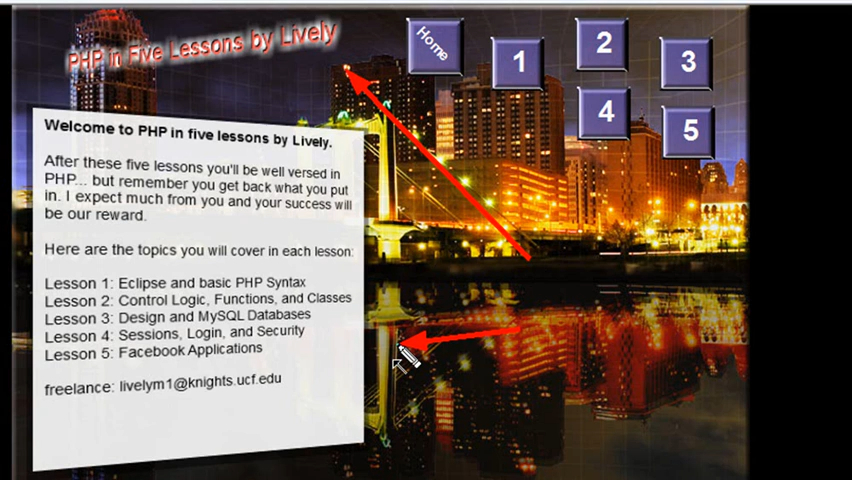 PHP in Five Lessons by Lively
Home
1
2
3
4
5
Welcome to PHP in five lessons by Lively.
After these five lessons you'll be well versed in
PHP... but remember you get back what you put
in. I expect much from you and your success will
be our reward.
Here are the topics you will cover in each lesson:
Lesson 1: Eclipse and basic PHP Syntax
Lesson 2: Control Logic, Functions, and Classes
Lesson 3: Design and MySQL Databases
Lesson 4: Sessions, Login, and Security
Lesson 5: Facebook Applications
freelance: livelym1@knights.ucf.edu